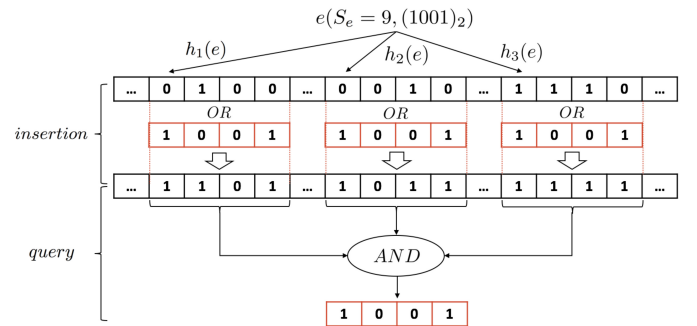 e(S_e = 9, (1001)_2)
h_1(e) h_2(e) h_3(e)
... 0 1 0 0 ... 0 0 1 0 ... 1 1 1 0 ...
OR OR OR
insertion
1 0 0 1 1 0 0 1 1 0 0 1
... 1 1 0 1 ... 1 0 1 1 ... 1 1 1 1 ...
query
AND
1 0 0 1